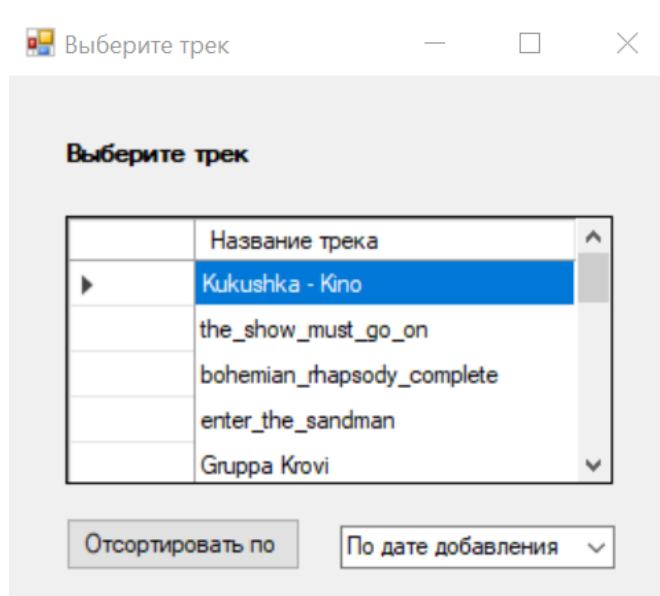 Выберите трек
Выберите трек
Название трека
Kukushka - Kino
the_show_must_go_on
bohemian_rhapsody_complete
enter_the_sandman
Gruppa Krovi
Отсортировать по
По дате добавления